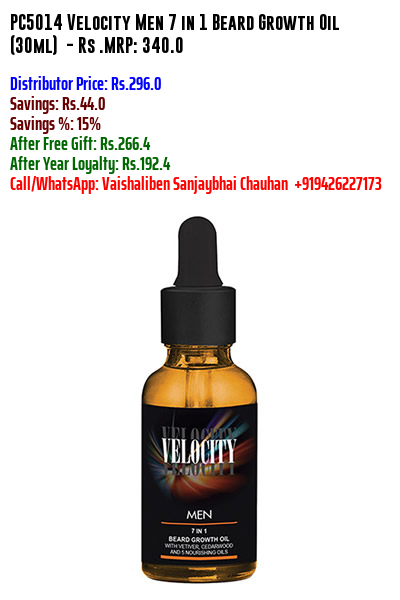 PC5014 Velocity Men 7 in 1 Beard Growth Oil
(30ml) - Rs .MRP: 340.0
Distributor Price: Rs.296.0
Savings: Rs.44.0
Savings %: 15%
After Free Gift: Rs.266.4
After Year Loyalty: Rs.192.4
Call/WhatsApp: Vaishaliben Sanjaybhai Chauhan +919426227173
VELOCITY
VELOCITY
VELOCITY
MEN
7 IN 1
BEARD GROWTH OIL
WITH VETIVER, CEDARWOOD
AND 5 NOURISHING OILS